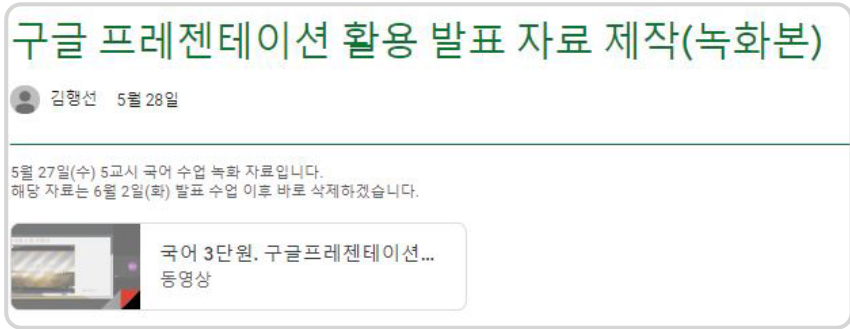 구글 프레젠테이션 활용 발표 자료 제작(녹화본)
김행선 5월 28일
5월 27일(수) 5교시 국어 수업 녹화 자료입니다.
해당 자료는 6월 2일(화) 발표 수업 이후 바로 삭제하겠습니다.
국어 3단원. 구글프레젠테이션...
동영상